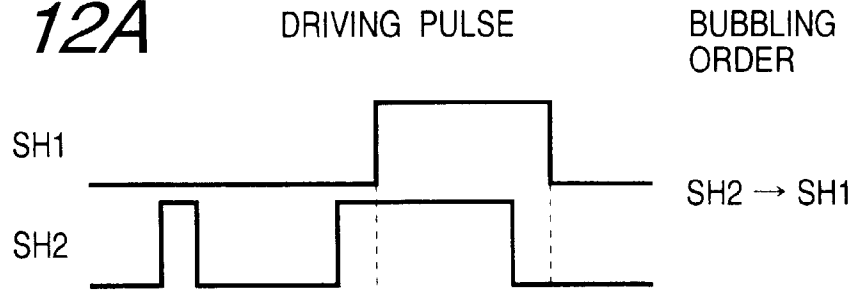 12A
DRIVING PULSE
BUBBLING
ORDER
SH1
SH2 → SH1
SH2